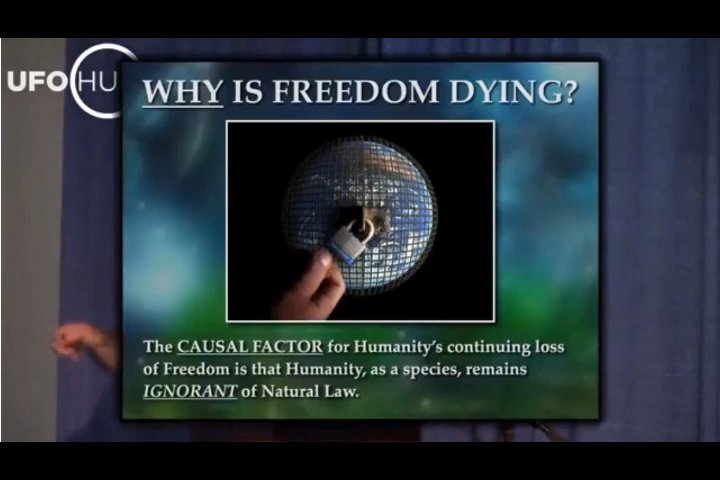 UFOHU
WHY IS FREEDOM DYING?
The CAUSAL FACTOR for Humanity's continuing loss
of Freedom is that Humanity, as a species, remains
IGNORANT of Natural Law.